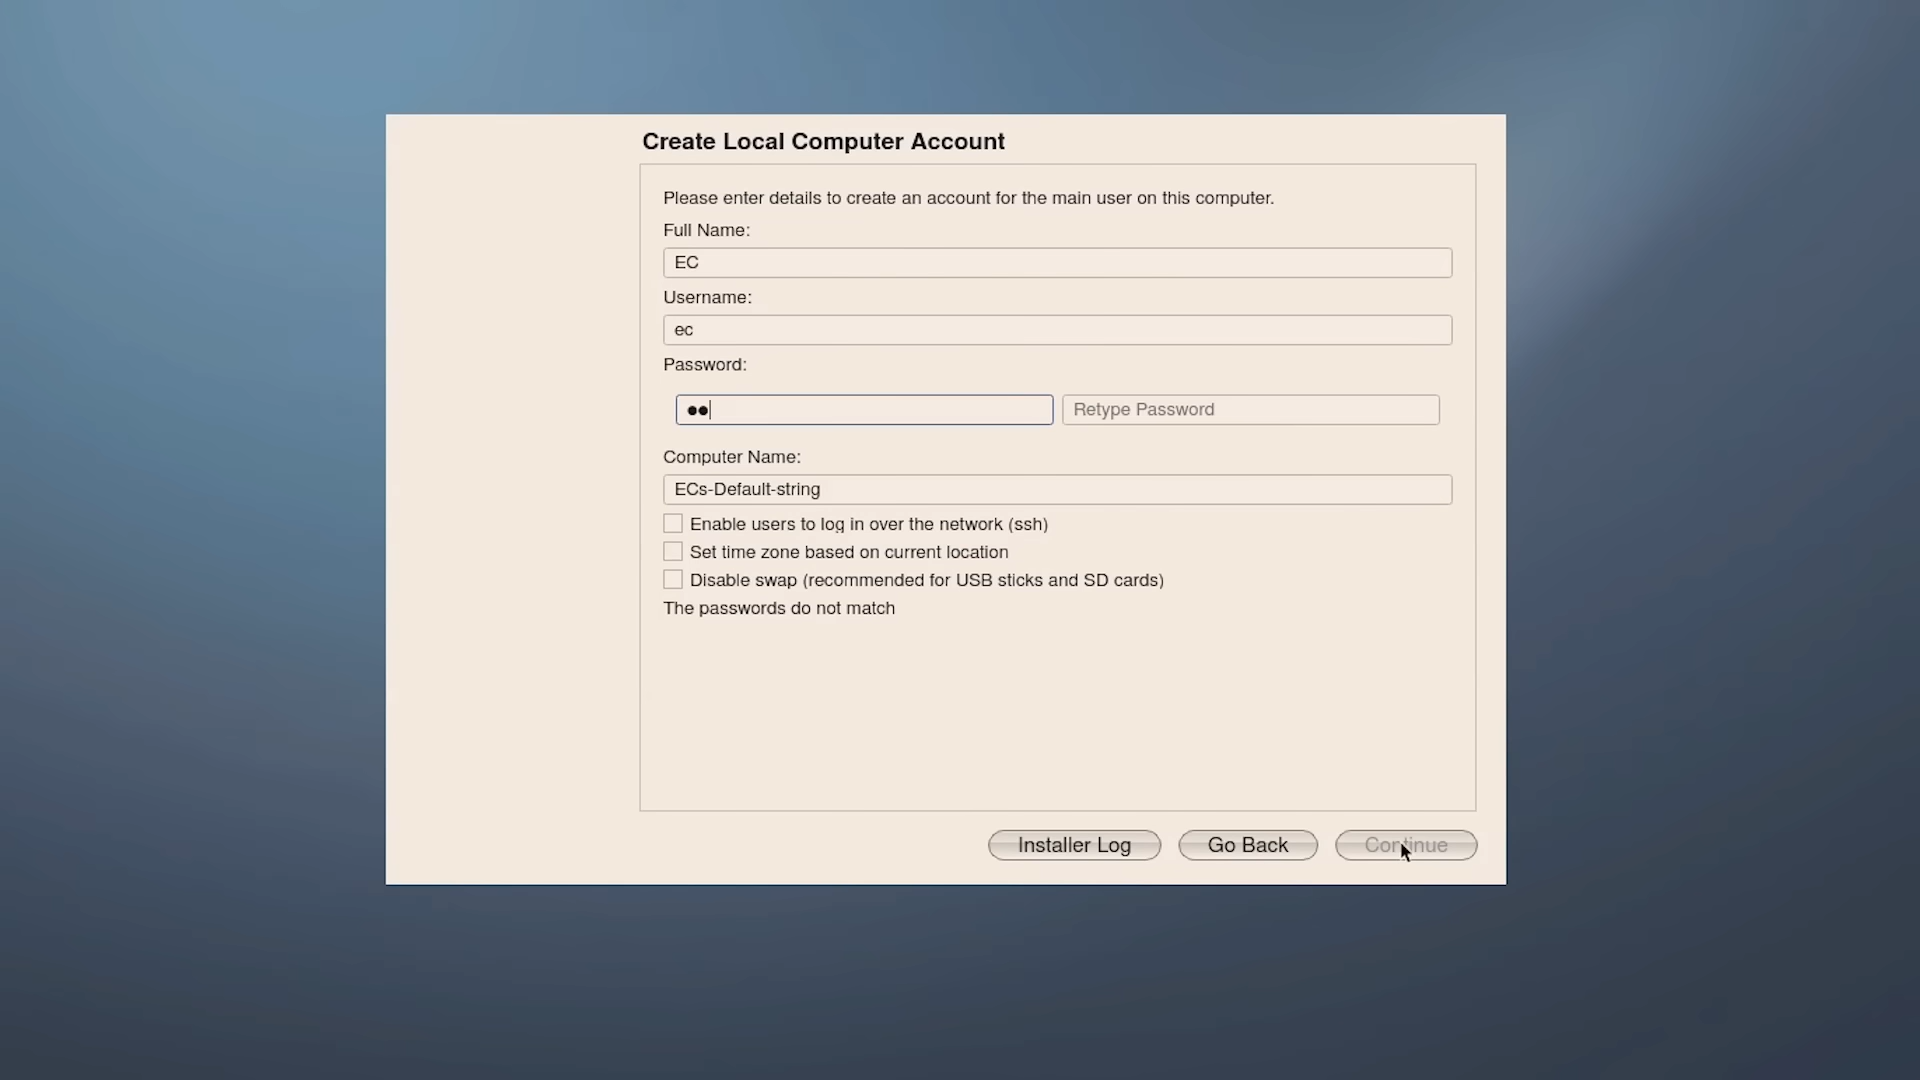 Create Local Computer Account
Please enter details to create an account for the main user on this computer.
Full Name:
EC
Username:
ec
Password:
●●
Retype Password
Computer Name:
ECs-Default-string
Enable users to log in over the network (ssh)
Set time zone based on current location
Disable swap (recommended for USB sticks and SD cards)
The passwords do not match
Installer Log
Go Back
Continue